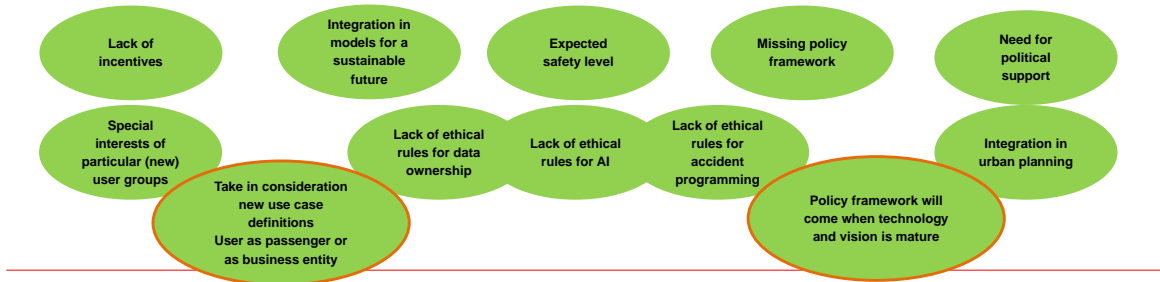 Lack of
incentives
Integration in
models for a
sustainable
future
Expected
safety level
Missing policy
framework
Need for
political
support
Special
interests of
particular (new)
user groups
Lack of ethical
rules for data
ownership
Lack of ethical
rules for AI
Lack of ethical
rules for
accident
programming
Integration in
urban planning
Take in consideration
new use case
definitions
User as passenger or
as business entity
Policy framework will
come when technology
and vision is mature